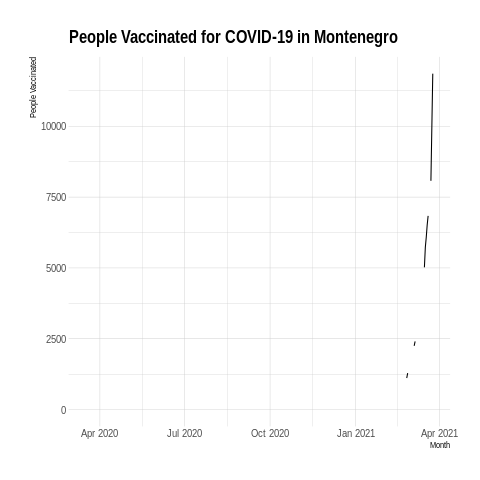 People Vaccinated for COVID-19 in Montenegro
People Vaccinated
10000
7500
5000
2500
0
Apr 2020 Jul 2020 Oct 2020 Jan 2021 Apr 2021
Month